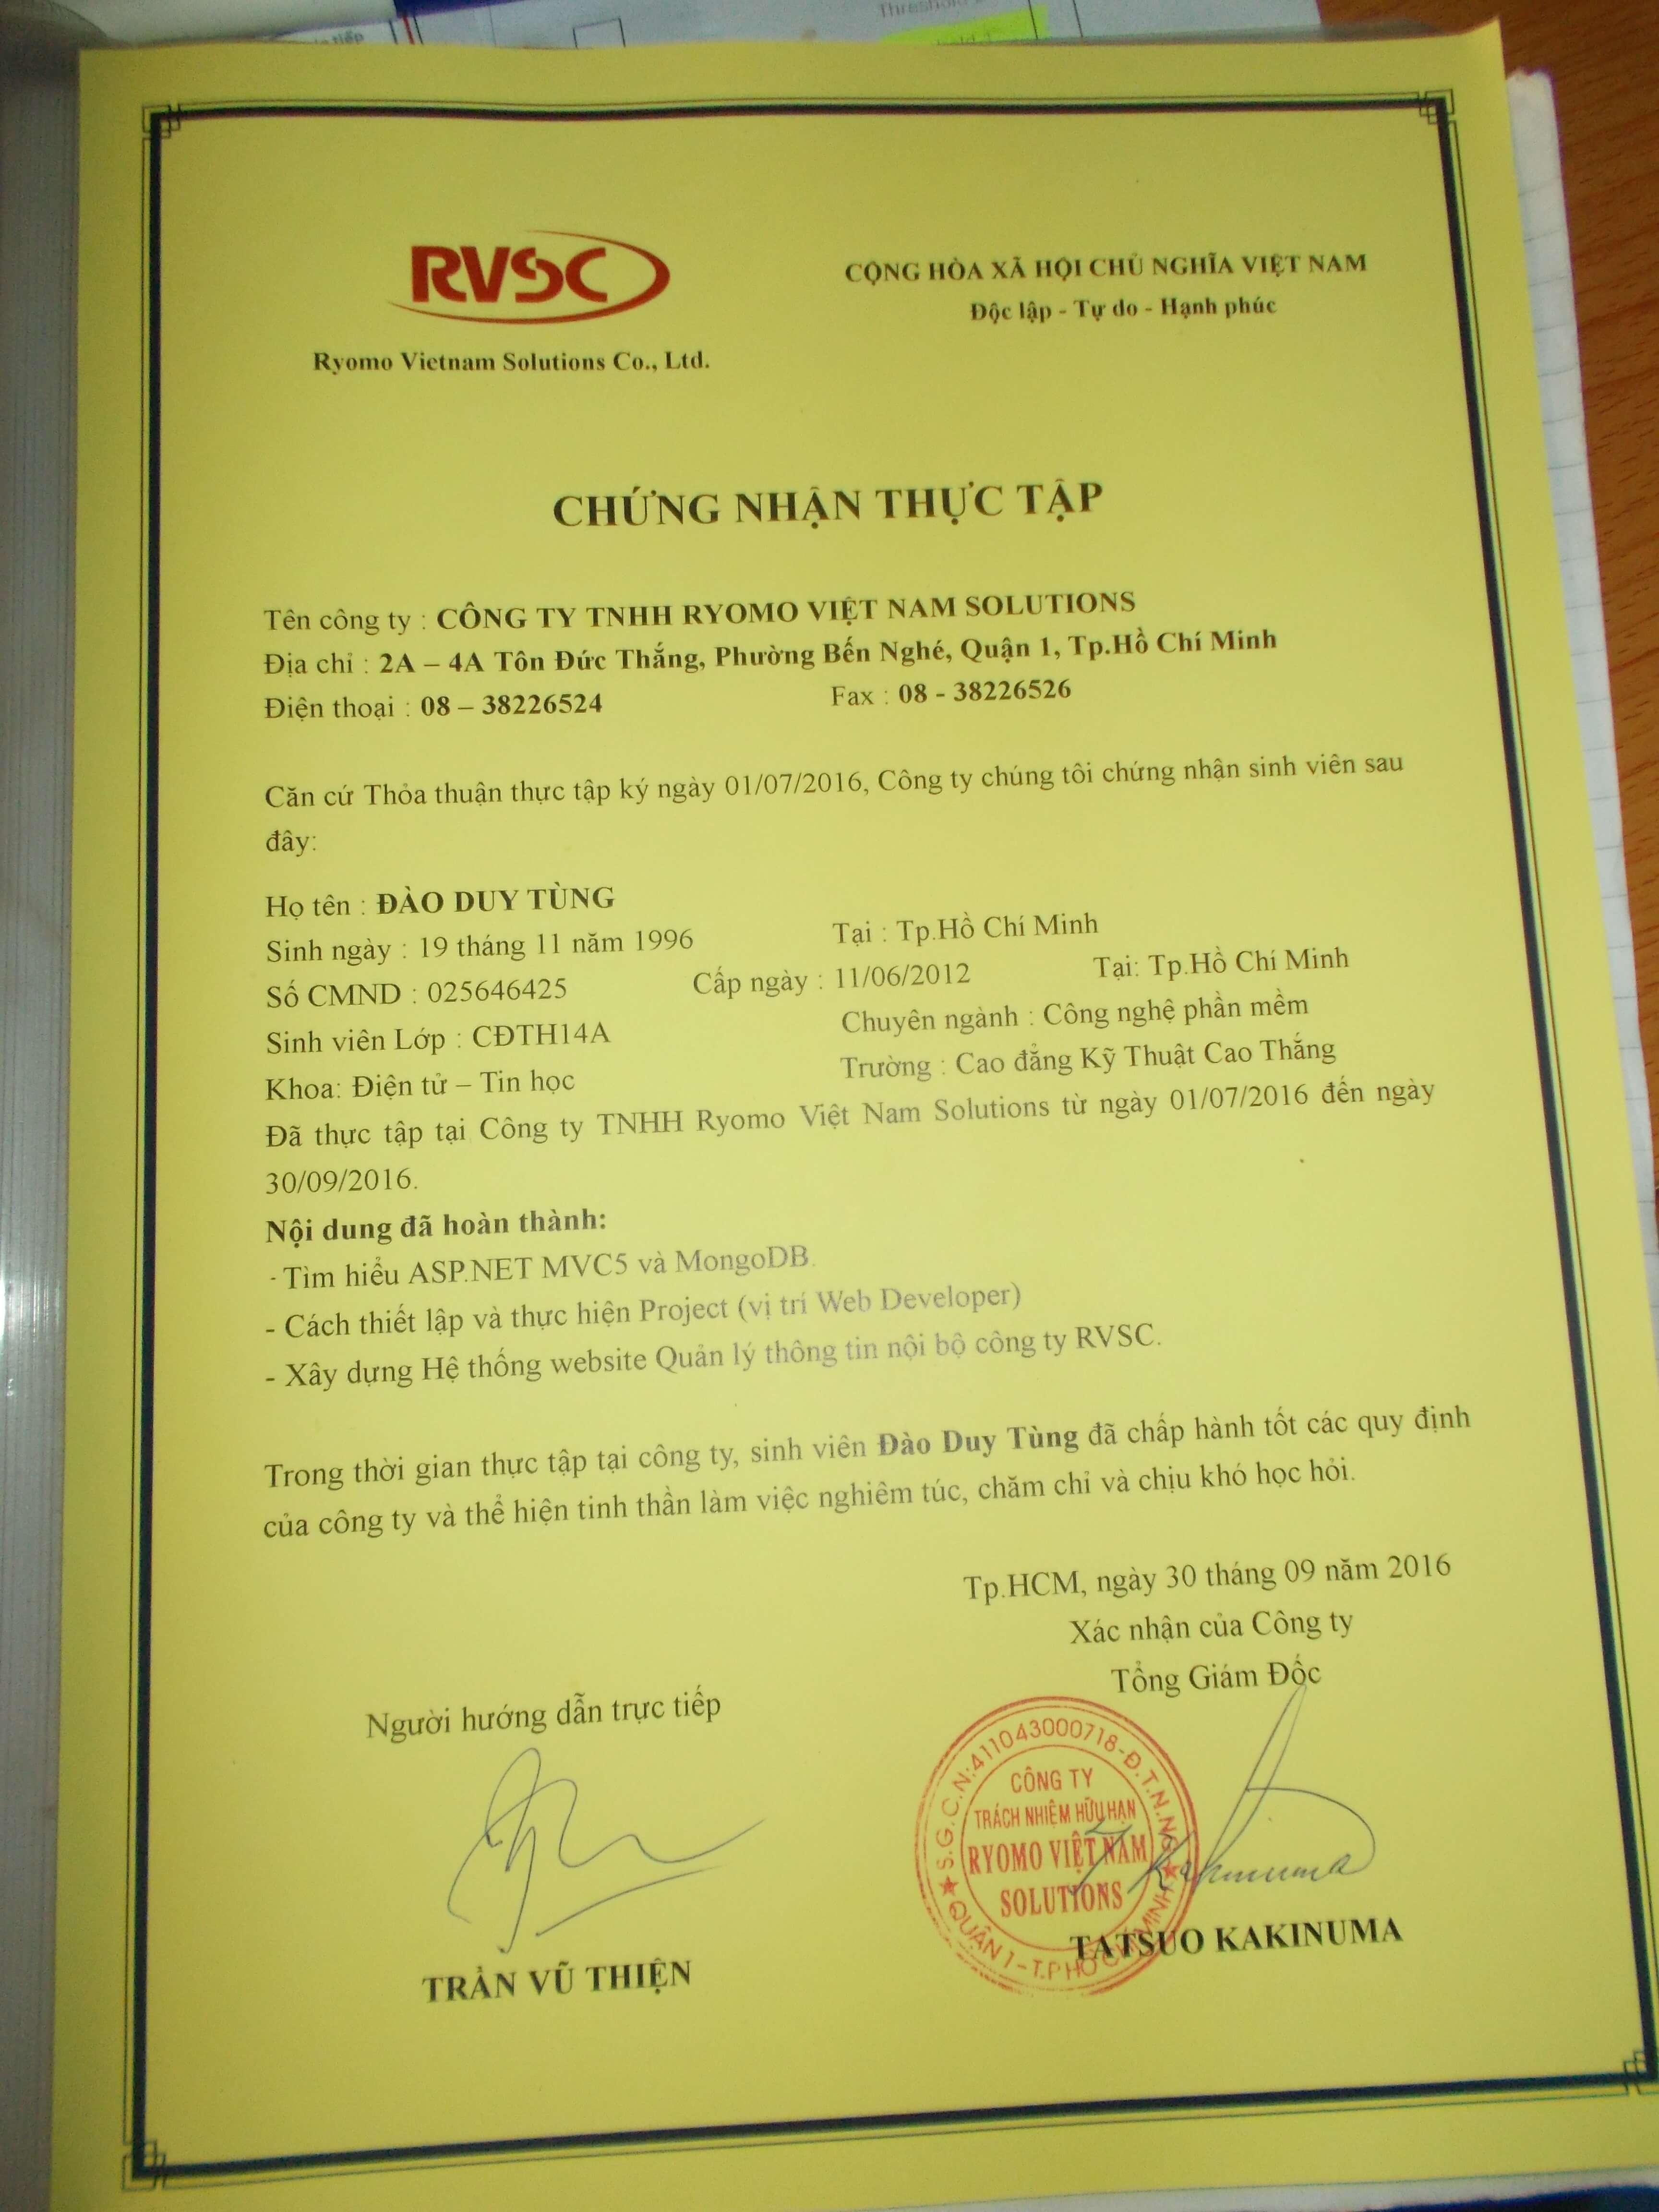 Threshold
tiếp
RVSC
CỘNG HÒA XÃ HỘI CHỦ NGHĨA VIỆT NAM
Độc lập - Tự do - Hạnh phúc
Ryomo Vietnam Solutions Co., Ltd.
CHỨNG NHẬN THỰC TẬP
Tên công ty : CÔNG TY TNHH RYOMO VIỆT NAM SOLUTIONS
Địa chỉ : 2A – 4A Tôn Đức Thắng, Phường Bến Nghé, Quận 1, Tp.Hồ Chí Minh
Điện thoại : 08 – 38226524 Fax : 08 - 38226526
Căn cứ Thỏa thuận thực tập ký ngày 01/07/2016, Công ty chúng tôi chứng nhận sinh viên sau
đây:
Họ tên : ĐÀO DUY TÙNG
Sinh ngày : 19 tháng 11 năm 1996 Tại : Tp.Hồ Chí Minh
Số CMND : 025646425 Cấp ngày : 11/06/2012 Tại: Tp.Hồ Chí Minh
Sinh viên Lớp : CĐTH14A Chuyên ngành : Công nghệ phần mềm
Khoa: Điện tử – Tin học Trường : Cao đẳng Kỹ Thuật Cao Thắng
Đã thực tập tại Công ty TNHH Ryomo Việt Nam Solutions từ ngày 01/07/2016 đến ngày
30/09/2016.
Nội dung đã hoàn thành:
- Tìm hiểu ASP.NET MVC5 và MongoDB.
- Cách thiết lập và thực hiện Project (vị trí Web Developer)
- Xây dựng Hệ thống website Quản lý thông tin nội bộ công ty RVSC.
Trong thời gian thực tập tại công ty, sinh viên Đào Duy Tùng đã chấp hành tốt các quy định
của công ty và thể hiện tinh thần làm việc nghiêm túc, chăm chỉ và chịu khó học hỏi.
Tp.HCM, ngày 30 tháng 09 năm 2016
Xác nhận của Công ty
Tổng Giám Đốc
Người hướng dẫn trực tiếp
S.G.C.N:411043000718-Đ.T.N.N
CÔNG TY
TRÁCH NHIỆM HỮU HẠN
RYOMO VIỆT NAM
SOLUTIONS
QUẬN 1 - T.P HỒ CHÍ MINH
T Kakinuma
TATSUO KAKINUMA
TRẦN VŨ THIỆN